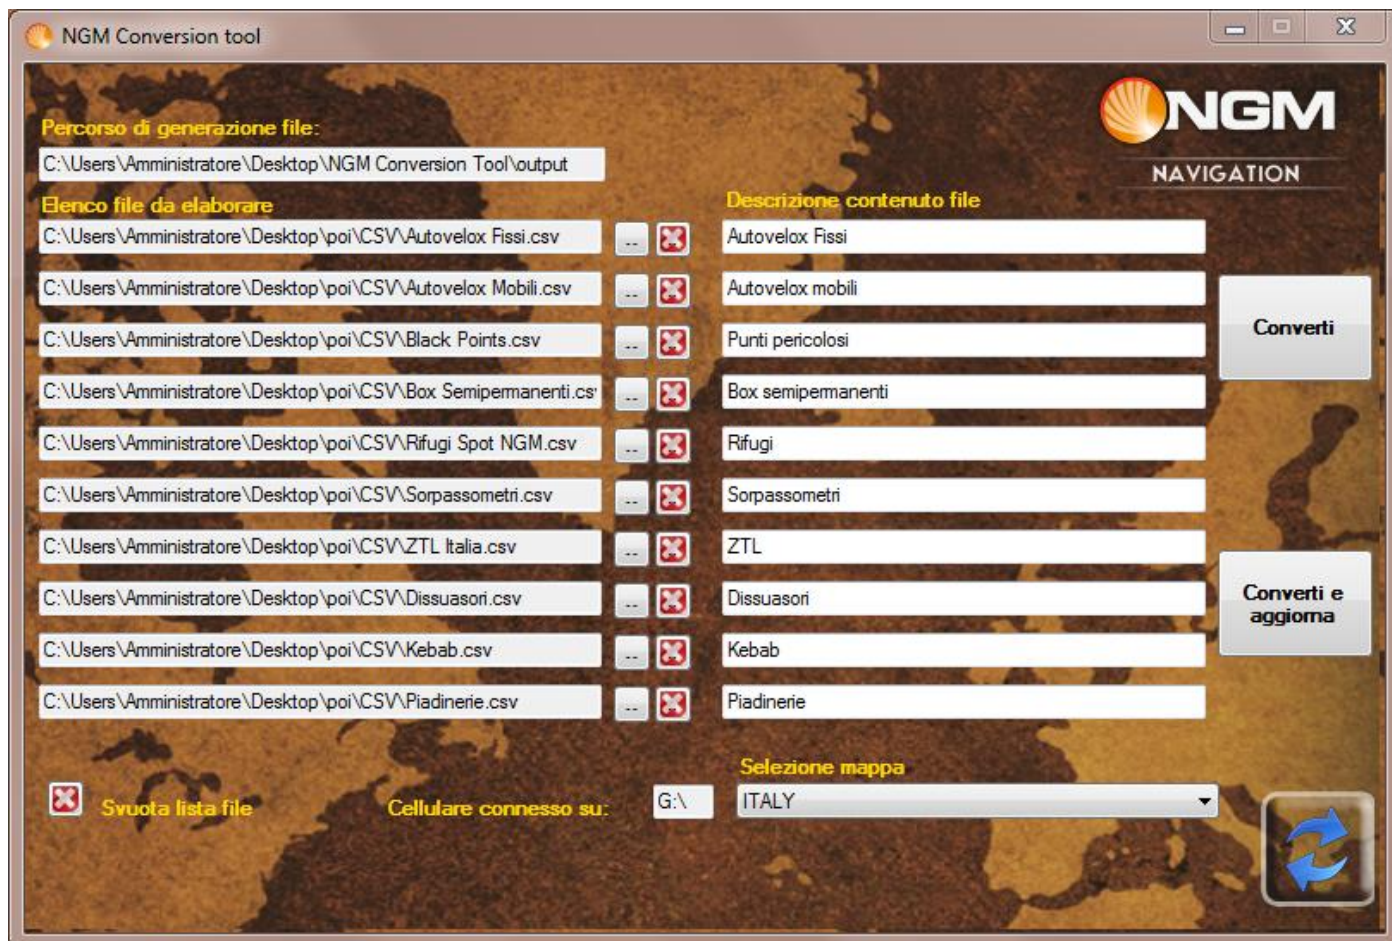 NGM Conversion tool
NGM
NAVIGATION
Percorso di generazione file:
C:\Users\Amministratore\Desktop\NGM Conversion Tool\output
Elenco file da elaborare
Descrizione contenuto file
C:\Users\Amministratore\Desktop\poi\CSV\Autovelox Fissi.csv .. Autovelox Fissi
C:\Users\Amministratore\Desktop\poi\CSV\Autovelox Mobili.csv .. Autovelox mobili
C:\Users\Amministratore\Desktop\poi\CSV\Black Points.csv .. Punti pericolosi
C:\Users\Amministratore\Desktop\poi\CSV\Box Semipermanenti.cs .. Box semipermanenti
C:\Users\Amministratore\Desktop\poi\CSV\Rifugi Spot NGM.csv .. Rifugi
C:\Users\Amministratore\Desktop\poi\CSV\Sorpassometri.csv .. Sorpassometri
C:\Users\Amministratore\Desktop\poi\CSV\ZTL Italia.csv .. ZTL
C:\Users\Amministratore\Desktop\poi\CSV\Dissuasori.csv .. Dissuasori
C:\Users\Amministratore\Desktop\poi\CSV\Kebab.csv .. Kebab
C:\Users\Amministratore\Desktop\poi\CSV\Piadinerie.csv .. Piadinerie
Converti
Converti e
aggiorna
Svuota lista file
Cellulare connesso su: G:\
Selezione mappa
ITALY